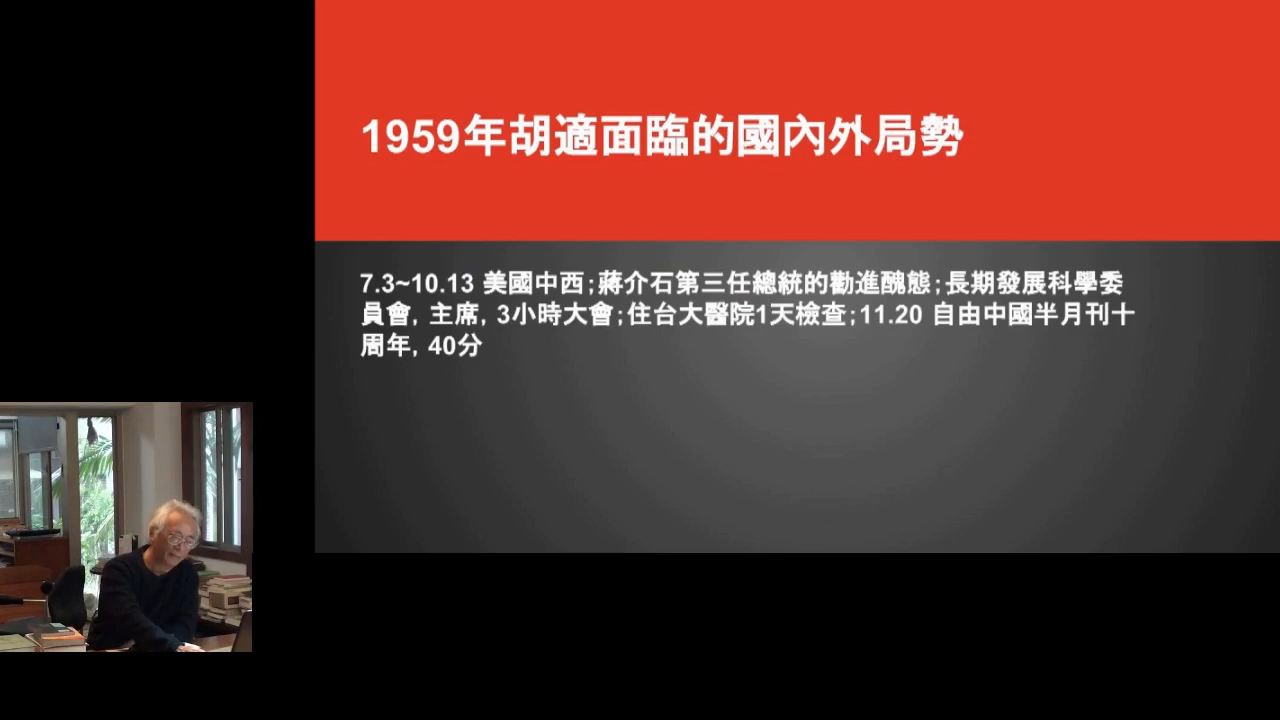 1959年胡適面臨的國內外局勢
7.3~10.13 美國中西;蔣介石第三任總統的勸進醜態;長期發展科學委
員會, 主席, 3小時大會;住台大醫院1天檢查;11.20 自由中國半月刊十
周年, 40分